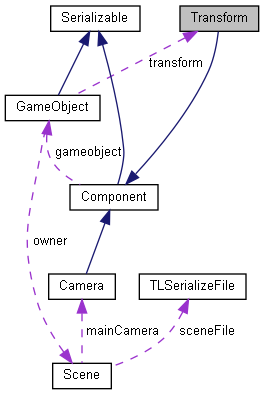 Serializable
Transform
transform
GameObject
gameobject
Component
owner
Camera
TLSerializeFile
mainCamera
sceneFile
Scene